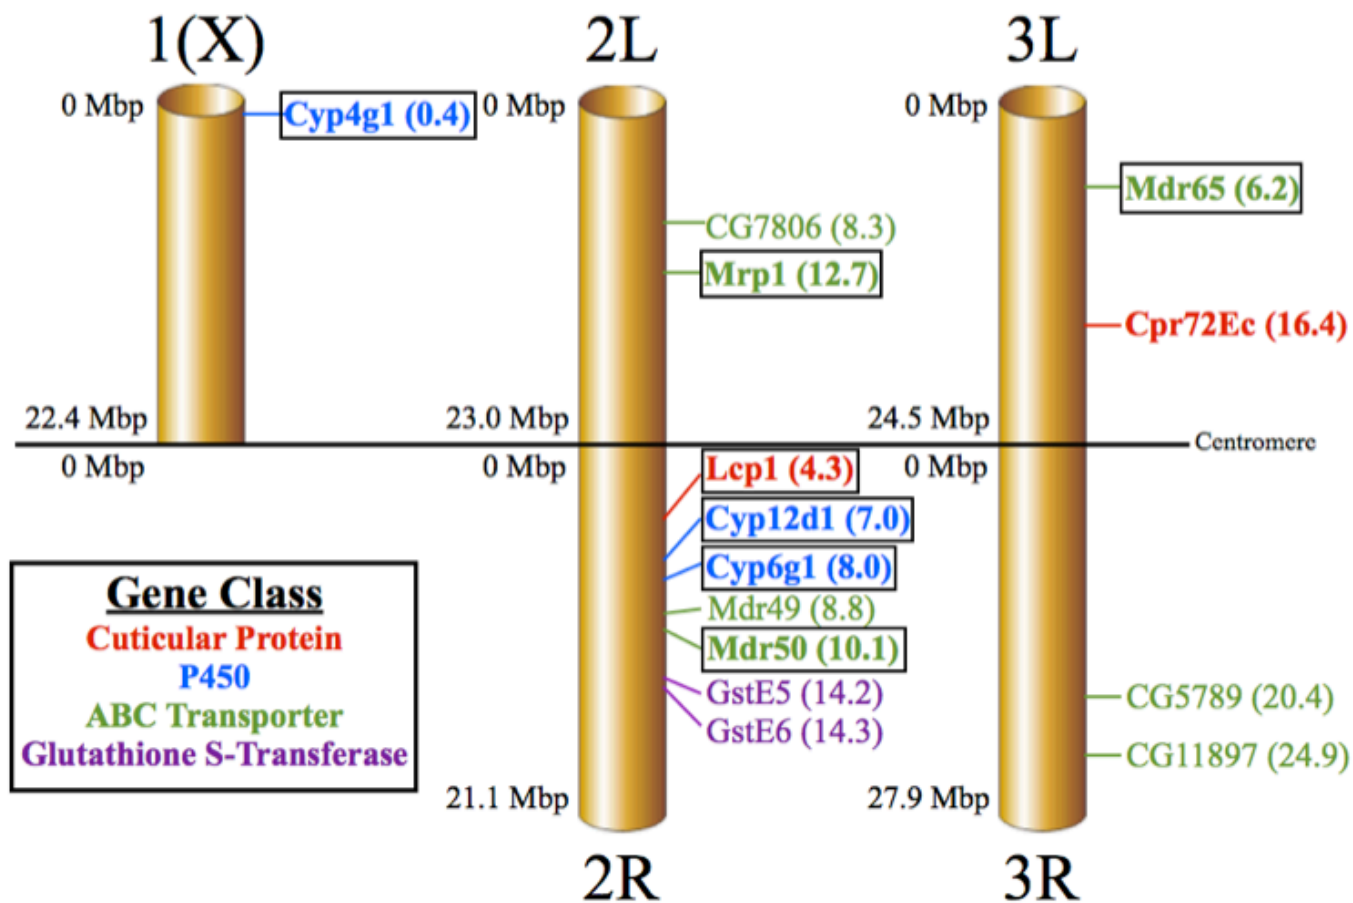 1(X)
0 Mbp
Cyp4g1 (0.4)
22.4 Mbp
0 Mbp
2L
0 Mbp
CG7806 (8.3)
Mrp1 (12.7)
23.0 Mbp
0 Mbp
Lcp1 (4.3)
Cyp12d1 (7.0)
Cyp6g1 (8.0)
Mdr49 (8.8)
Mdr50 (10.1)
GstE5 (14.2)
GstE6 (14.3)
21.1 Mbp
2R
3L
0 Mbp
Mdr65 (6.2)
Cpr72Ec (16.4)
24.5 Mbp
Centromere
0 Mbp
CG5789 (20.4)
CG11897 (24.9)
27.9 Mbp
3R
Gene Class
Cuticular Protein
P450
ABC Transporter
Glutathione S-Transferase